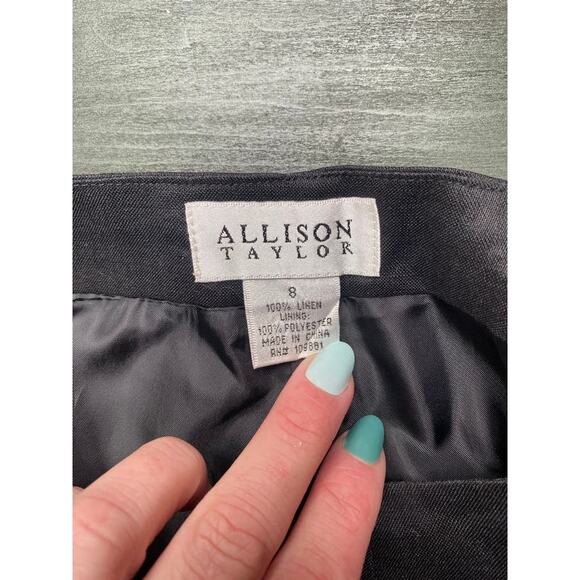 ALLISON
TAYLOR
8
100% LINEN
LINING:
100% POLYESTER
MADE IN CHINA
RN# 109881